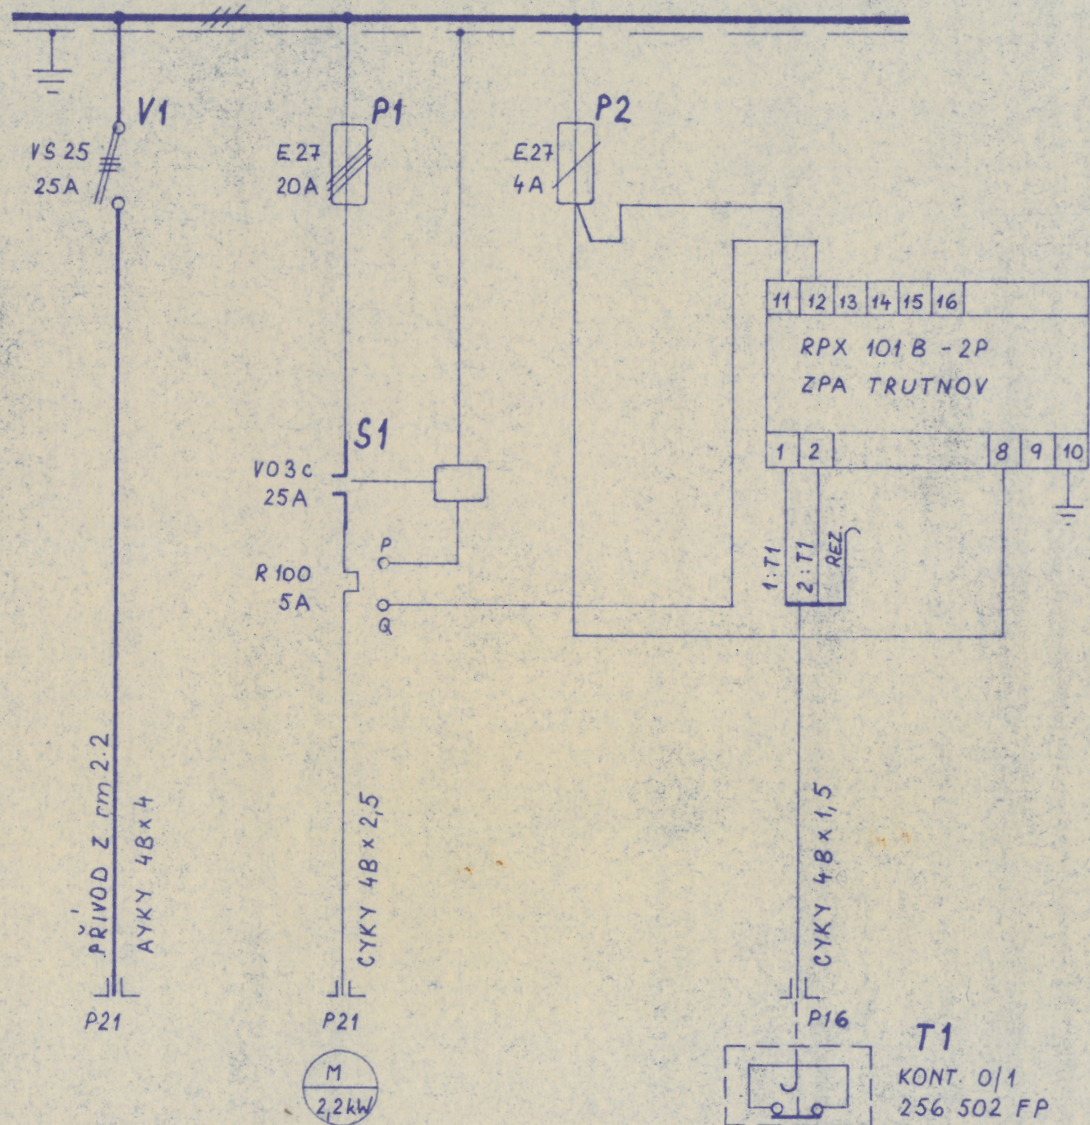 V1
VS 25
25A
P1
E27
20A
P2
E27
4A
11 12 13 14 15 16
RPX 101 B - 2P
ZPA TRUTNOV
1 2 8 9 10
S1
V03c
25A
R 100
5A
P
Q
1:T1
2:T1
REZ.
PŘÍVOD Z rm 2.2
AYKY 4B x 4
CYKY 4B x 2,5
CYKY 4B x 1,5
P21
P21
P16
M
2,2kW
T1
KONT. 0/1
256 502 FP